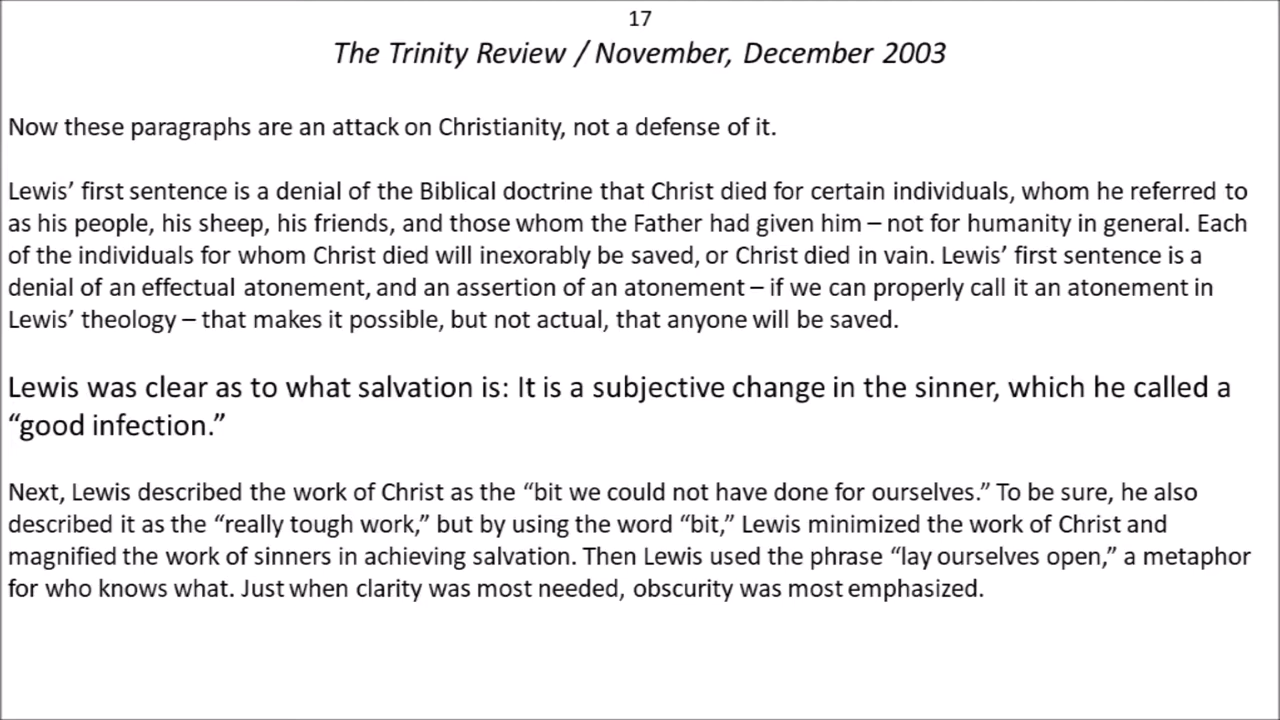 17
The Trinity Review / November, December 2003
Now these paragraphs are an attack on Christianity, not a defense of it.
Lewis’ first sentence is a denial of the Biblical doctrine that Christ died for certain individuals, whom he referred to
as his people, his sheep, his friends, and those whom the Father had given him – not for humanity in general. Each
of the individuals for whom Christ died will inexorably be saved, or Christ died in vain. Lewis’ first sentence is a
denial of an effectual atonement, and an assertion of an atonement – if we can properly call it an atonement in
Lewis’ theology – that makes it possible, but not actual, that anyone will be saved.
Lewis was clear as to what salvation is: It is a subjective change in the sinner, which he called a
“good infection.”
Next, Lewis described the work of Christ as the “bit we could not have done for ourselves.” To be sure, he also
described it as the “really tough work,” but by using the word “bit,” Lewis minimized the work of Christ and
magnified the work of sinners in achieving salvation. Then Lewis used the phrase “lay ourselves open,” a metaphor
for who knows what. Just when clarity was most needed, obscurity was most emphasized.